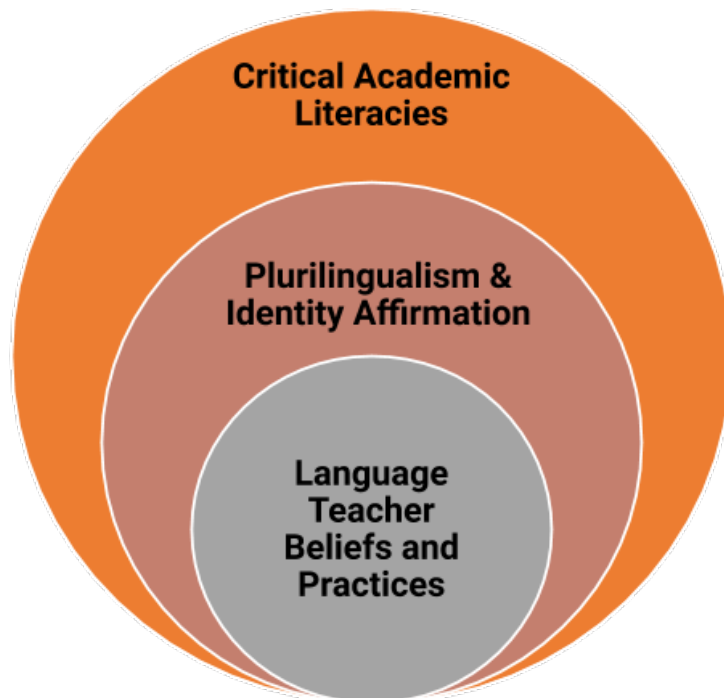 Critical Academic
Literacies
Plurilingualism &
Identity Affirmation
Language
Teacher
Beliefs and
Practices